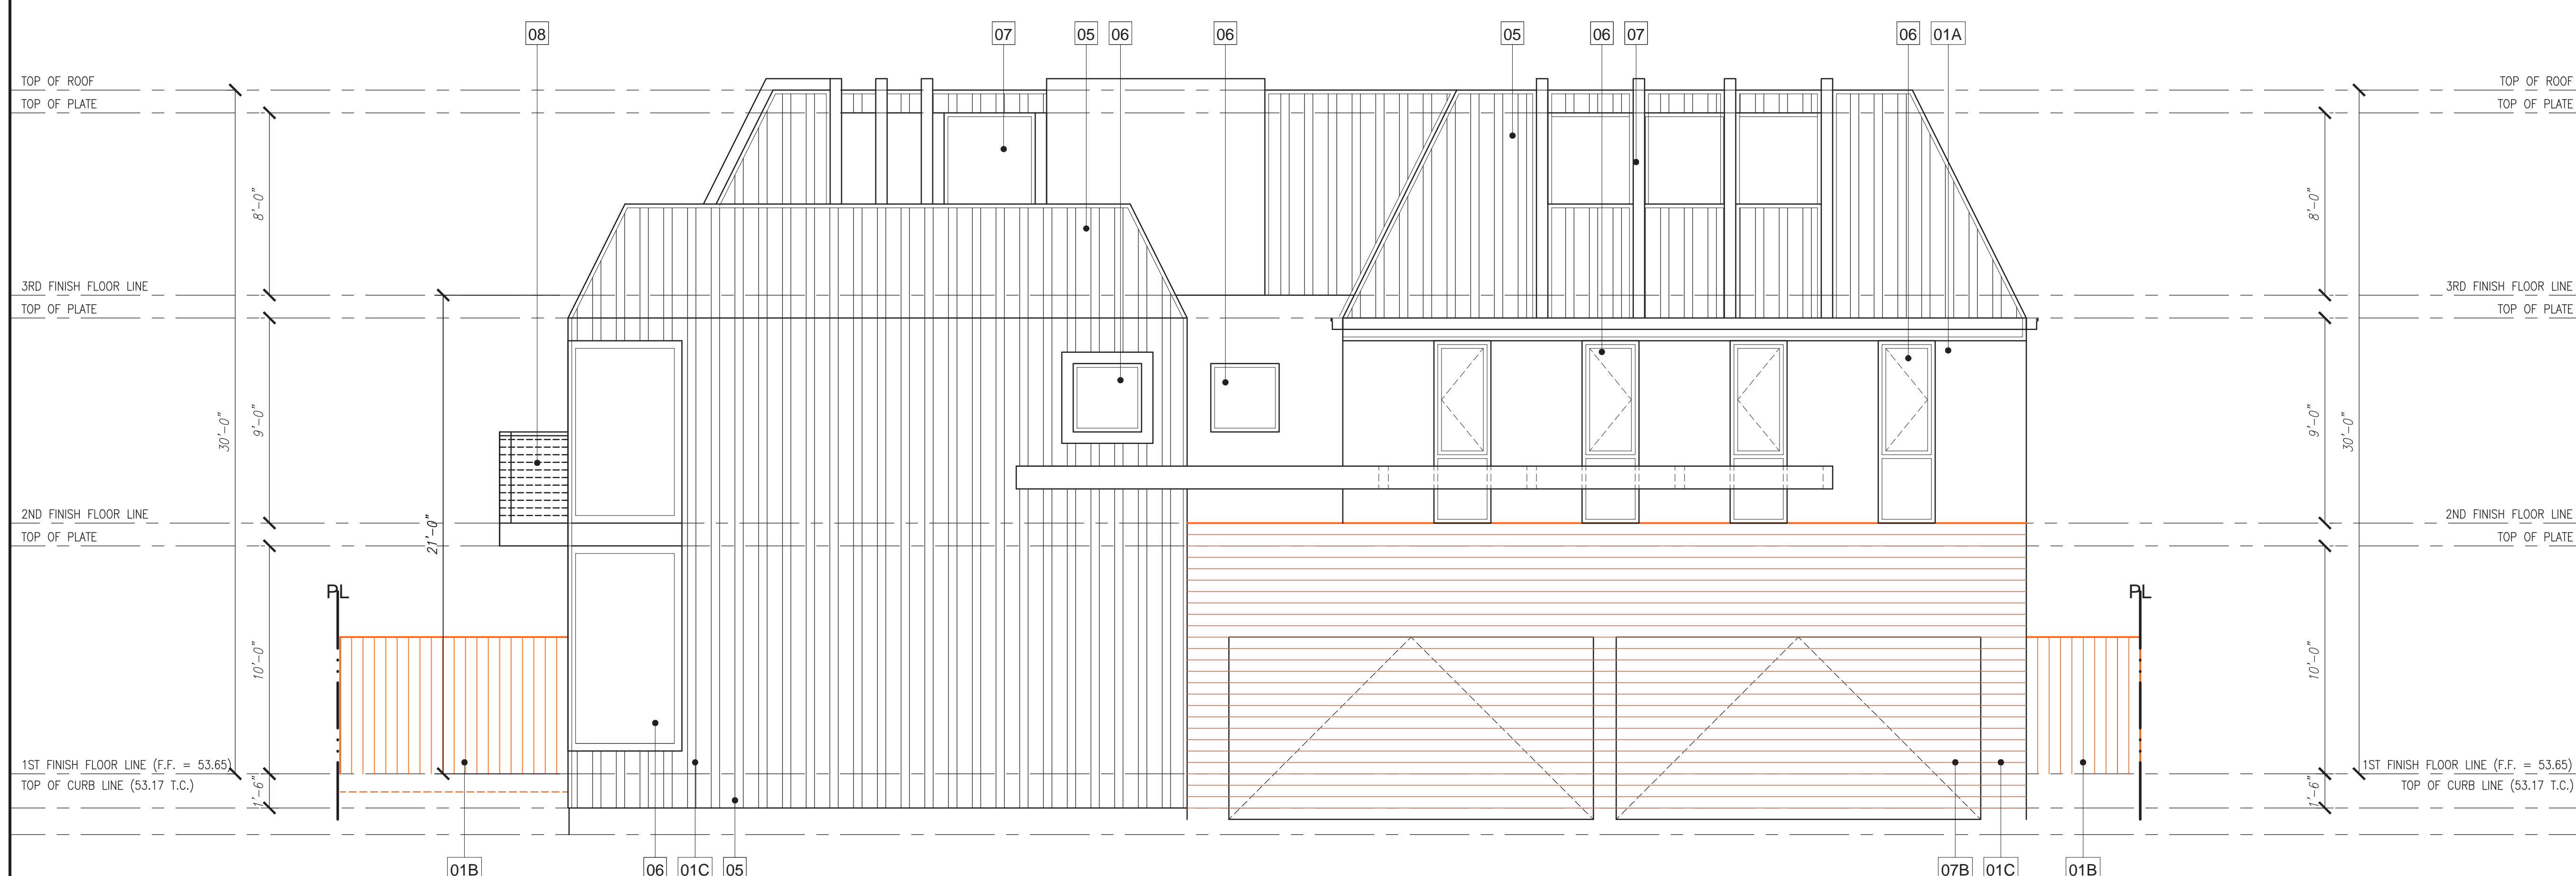 08 07 05 06 06 05 06 07 06 01A
TOP OF ROOF TOP OF ROOF
TOP OF PLATE TOP OF PLATE
8'-0" 8'-0"
3RD FINISH FLOOR LINE 3RD FINISH FLOOR LINE
TOP OF PLATE TOP OF PLATE
30'-0" 9'-0" 9'-0" 30'-0"
2ND FINISH FLOOR LINE 2ND FINISH FLOOR LINE
21'-0"
TOP OF PLATE TOP OF PLATE
PL PL
10'-0" 10'-0"
1ST FINISH FLOOR LINE (F.F. = 53.65) 1ST FINISH FLOOR LINE (F.F. = 53.65)
TOP OF CURB LINE (53.17 T.C.) TOP OF CURB LINE (53.17 T.C.)
1'-6" 1'-6"
01B 06 01C 05 07B 01C 01B